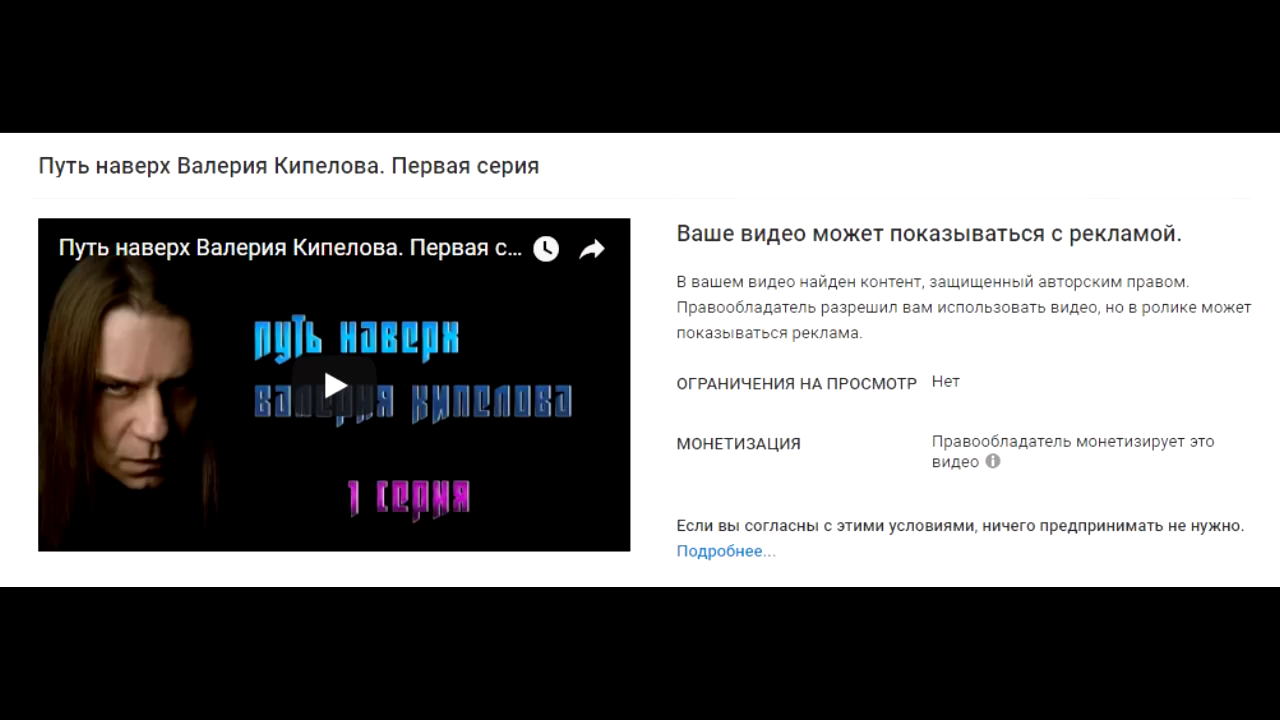 Путь наверх Валерия Кипелова. Первая серия
Путь наверх Валерия Кипелова. Первая с...
путь наверх
валерия кипелова
1 серия
Ваше видео может показываться с рекламой.
В вашем видео найден контент, защищенный авторским правом.
Правообладатель разрешил вам использовать видео, но в ролике может
показываться реклама.
ОГРАНИЧЕНИЯ НА ПРОСМОТР Нет
МОНЕТИЗАЦИЯ Правообладатель монетизирует это
видео
Если вы согласны с этими условиями, ничего предпринимать не нужно.
Подробнее...